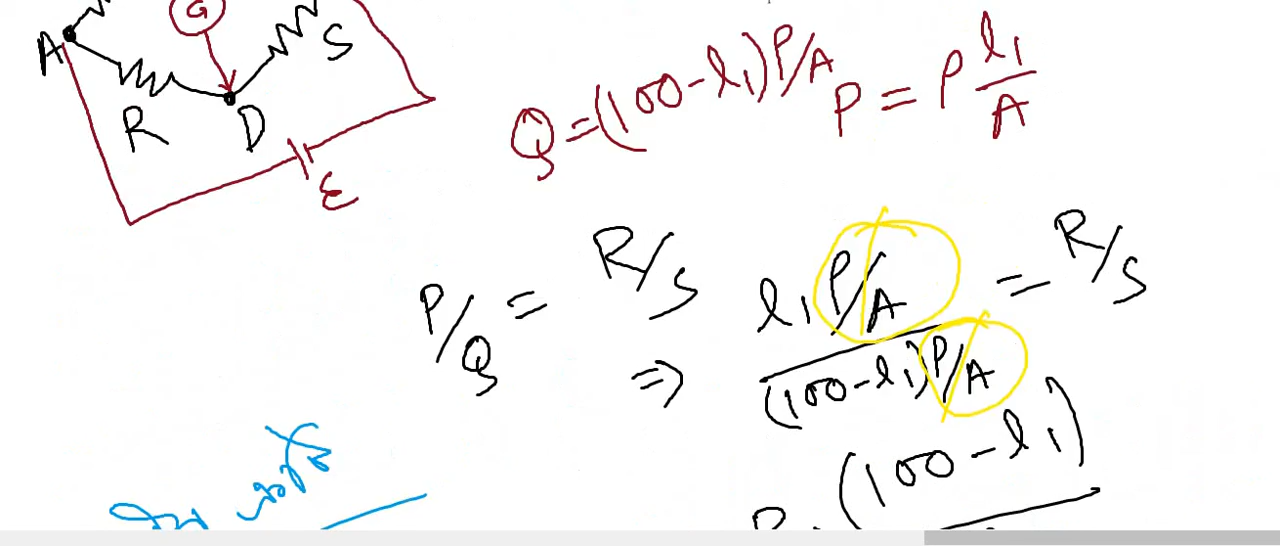 G
A
S
R
D
ε
Q = (100 - l₁) ρ/A
P = ρ l₁/A
P/Q = R/S
⇒ l₁ ρ/A / (100 - l₁) ρ/A = R/S
(100 - l₁)